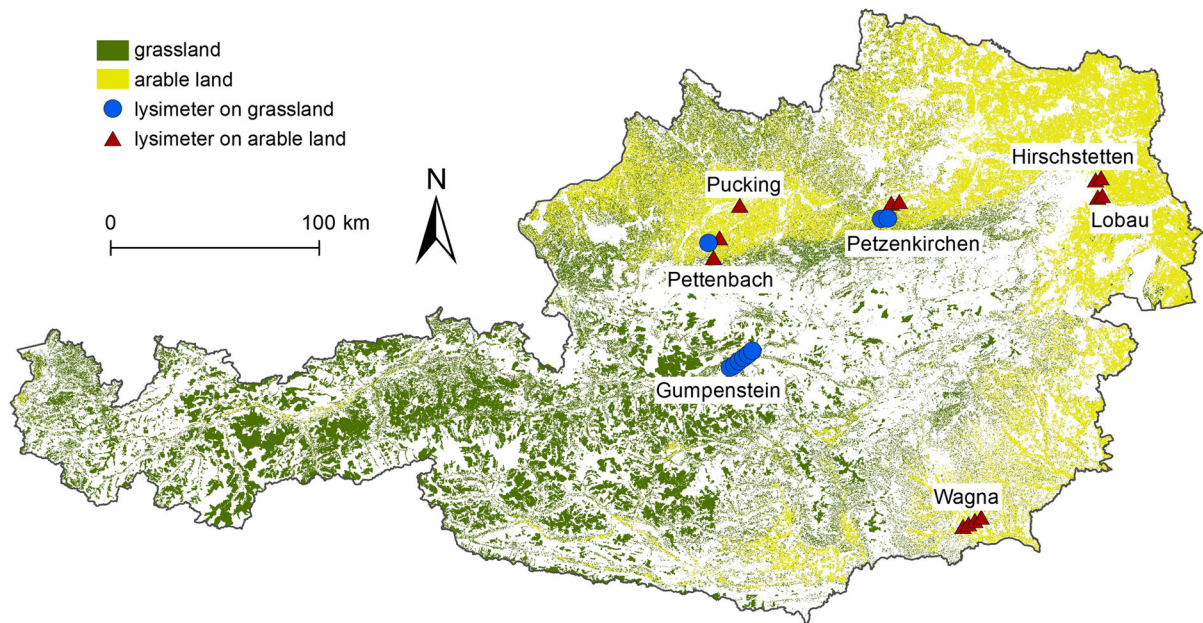 grassland
arable land
lysimeter on grassland
lysimeter on arable land
N
0 100 km
Pucking
Hirschstetten
Lobau
Petzenkirchen
Pettenbach
Gumpenstein
Wagna